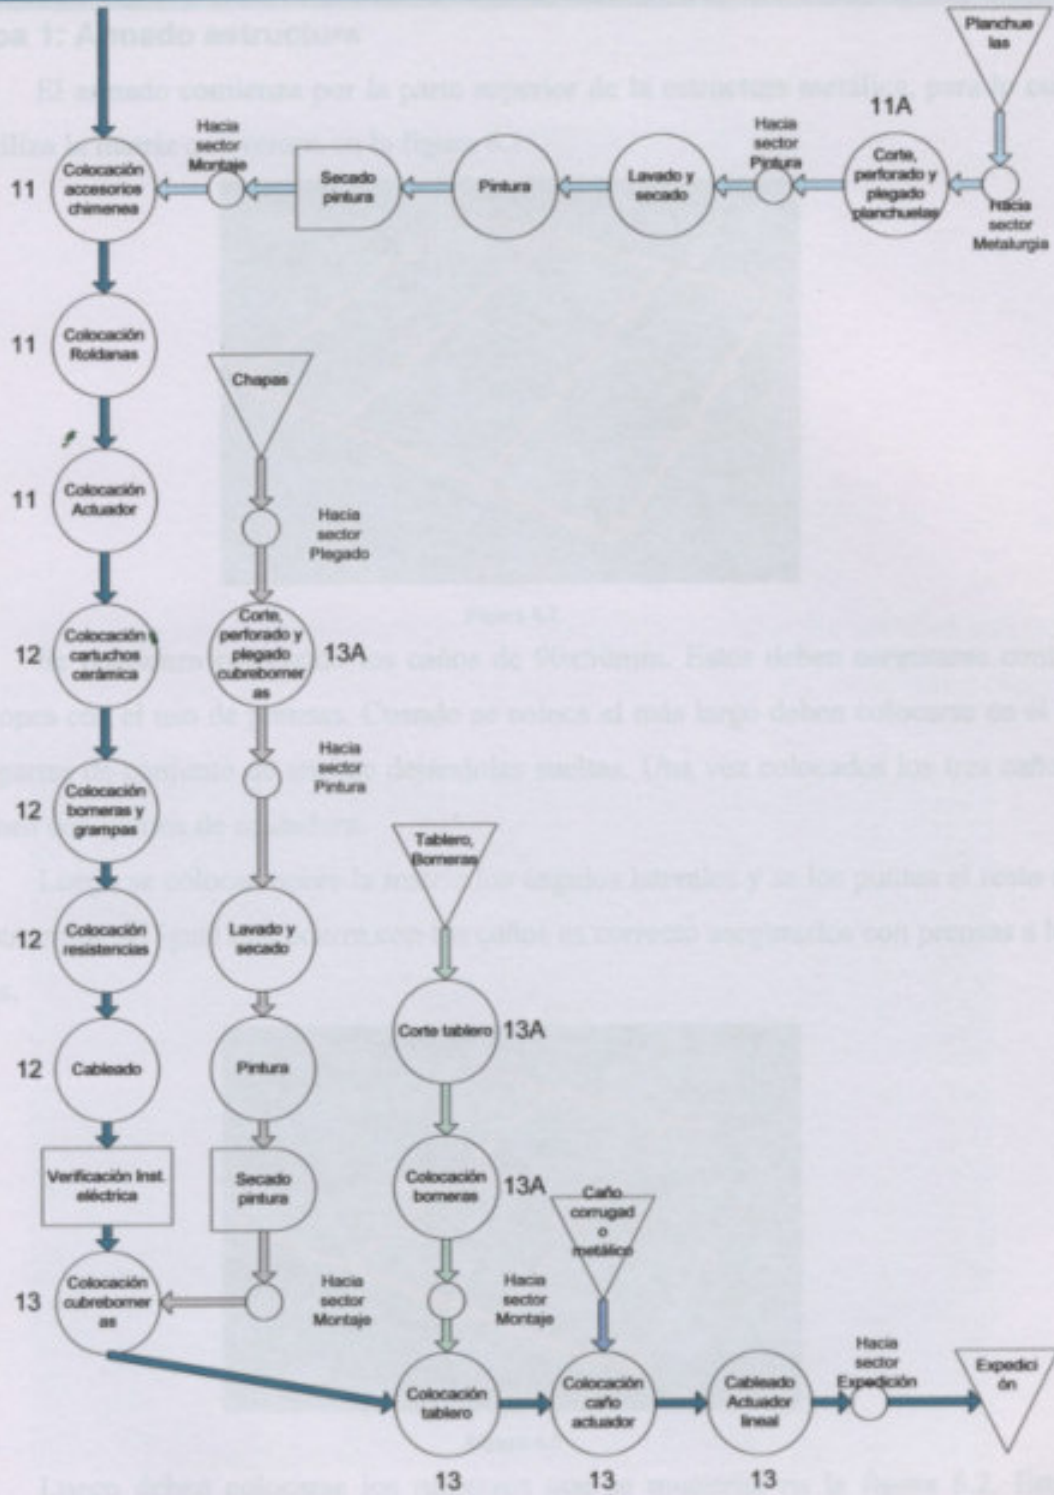 Planchue
las
11A
Hacia
sector
Montaje
Hacia
sector
Pintura
11
Colocación
accesorios
chimenea
Secado
pintura
Pintura
Lavado y
secado
Corte,
perforado y
plegado
planchuelas
Hacia
sector
Metalurgia
11
Colocación
Roldanas
Chapas
11
Colocación
Actuador
Hacia
sector
Plegado
12
Colocación
cartuchos
cerámica
Corte,
perforado y
plegado
cubreborner
as
13A
Hacia
sector
Pintura
12
Colocación
borneras y
grampas
Tablero,
Borneras
12
Colocación
resistencias
Lavado y
secado
Corte tablero
13A
12
Cableado
Pintura
Verificación Inst.
eléctrica
Secado
pintura
Colocación
borneras
13A
Caño
corrugad
o
metálico
13
Colocación
cubreborner
as
Hacia
sector
Montaje
Hacia
sector
Montaje
Colocación
tablero
Colocación
caño
actuador
Cableado
Actuador
lineal
Hacia
sector
Expedición
Expedici
ón
13
13
13